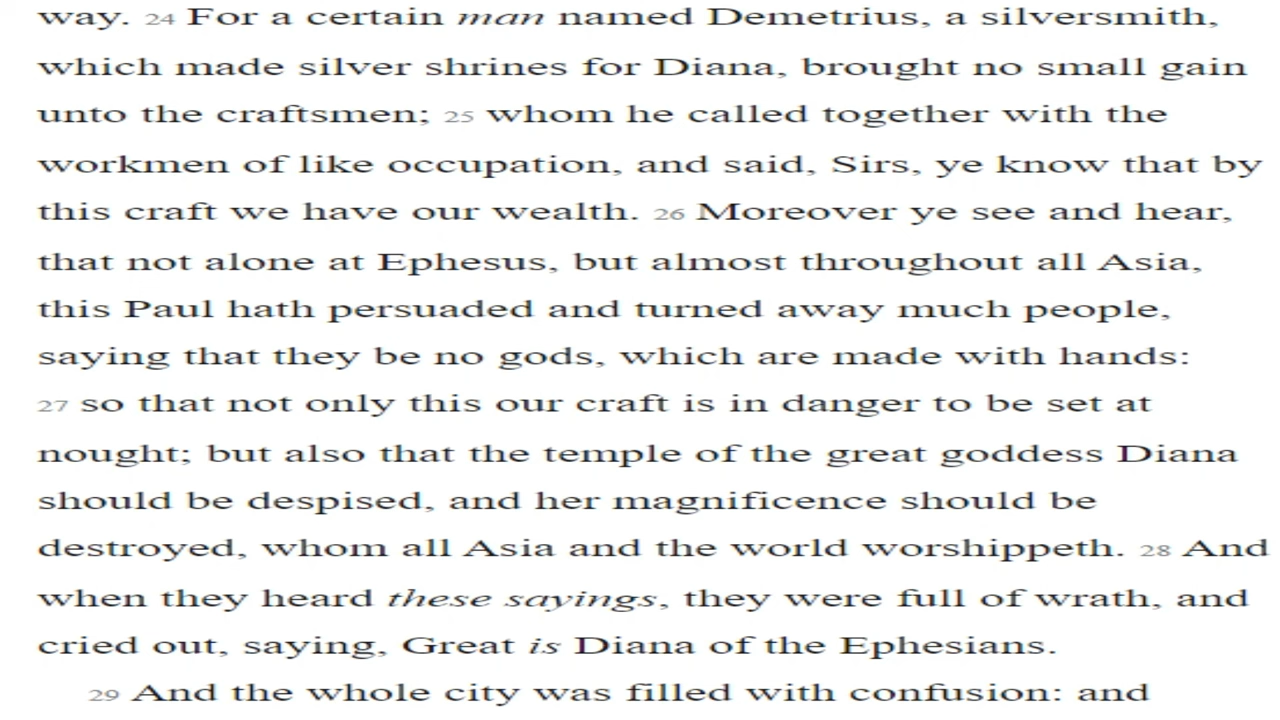 way. 24 For a certain man named Demetrius, a silversmith,
which made silver shrines for Diana, brought no small gain
unto the craftsmen; 25 whom he called together with the
workmen of like occupation, and said, Sirs, ye know that by
this craft we have our wealth. 26 Moreover ye see and hear,
that not alone at Ephesus, but almost throughout all Asia,
this Paul hath persuaded and turned away much people,
saying that they be no gods, which are made with hands:
27 so that not only this our craft is in danger to be set at
nought; but also that the temple of the great goddess Diana
should be despised, and her magnificence should be
destroyed, whom all Asia and the world worshippeth. 28 And
when they heard these sayings, they were full of wrath, and
cried out, saying, Great is Diana of the Ephesians.
29 And the whole city was filled with confusion: and